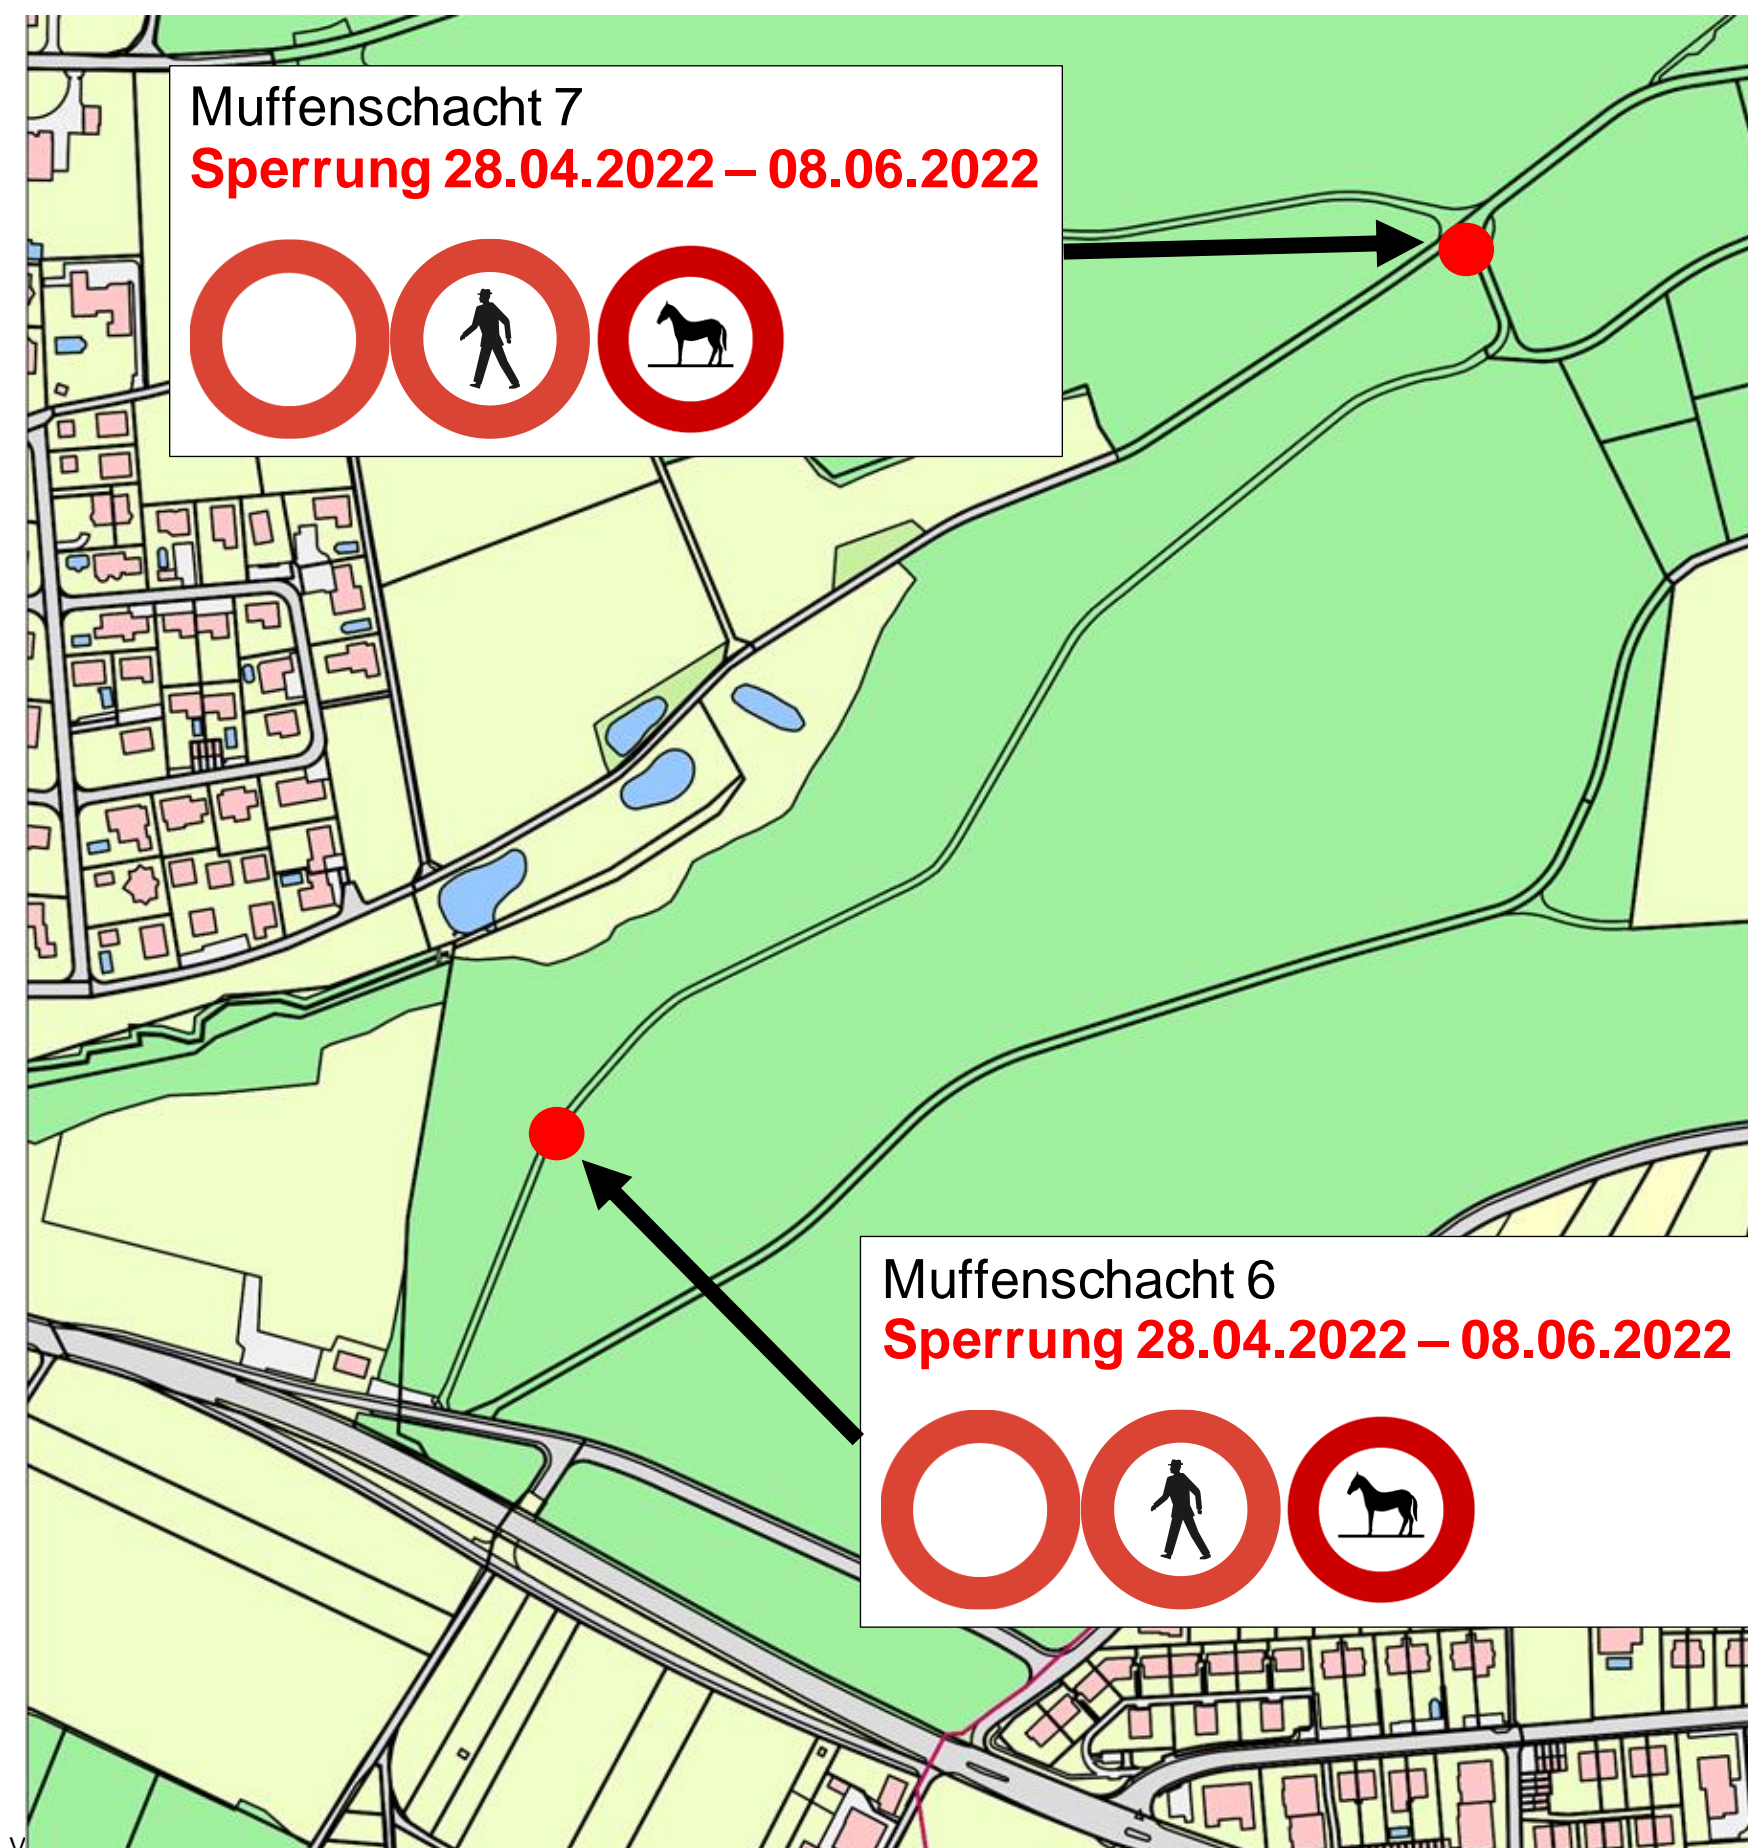 Muffenschacht 7
Sperrung 28.04.2022 – 08.06.2022
Muffenschacht 6
Sperrung 28.04.2022 – 08.06.2022